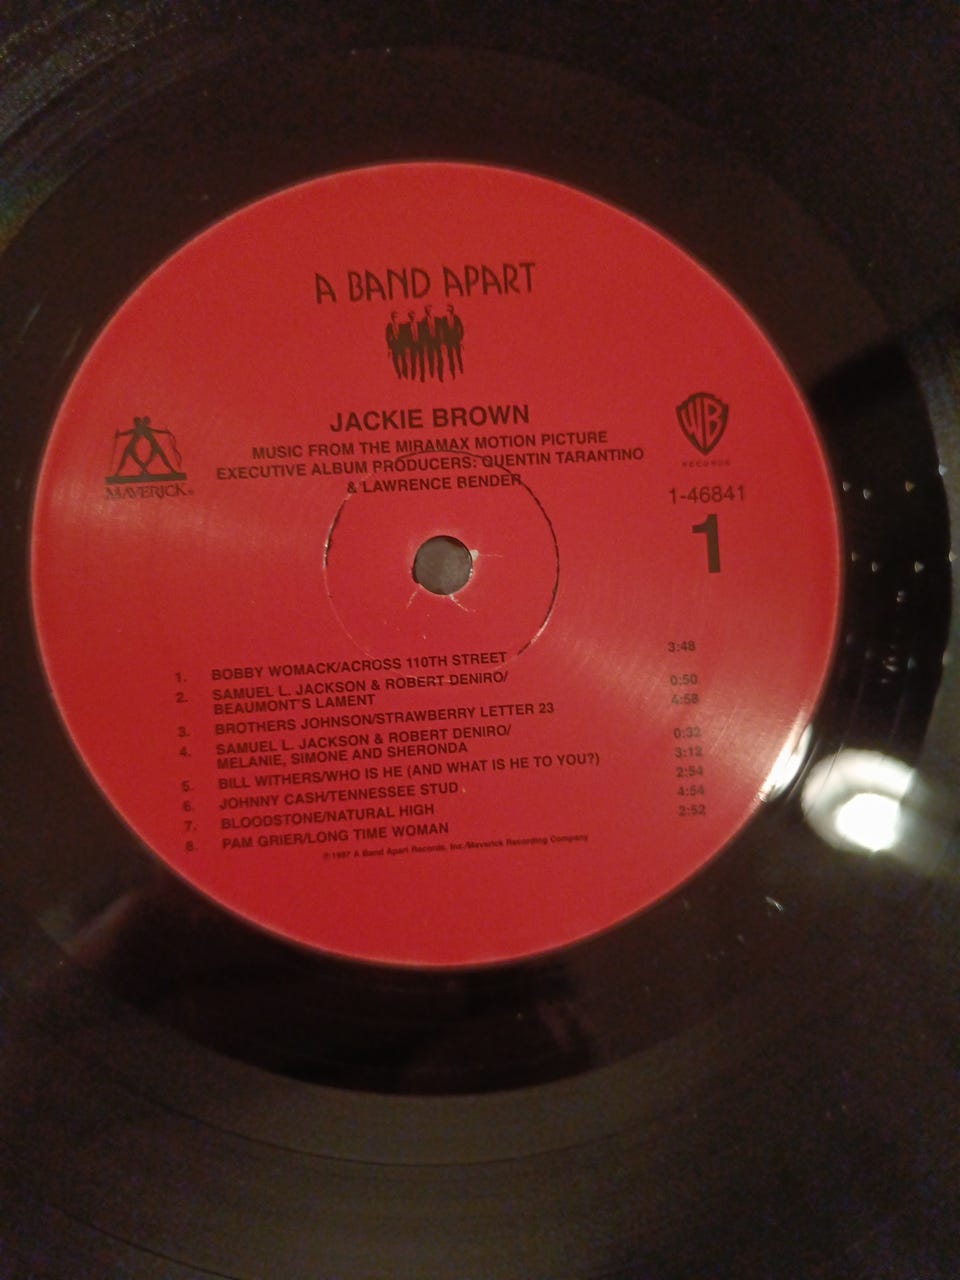 A BAND APART
JACKIE BROWN
MUSIC FROM THE MIRAMAX MOTION PICTURE
EXECUTIVE ALBUM PRODUCERS: QUENTIN TARANTINO
& LAWRENCE BENDER
MAVERICK
WB
RECORDS
1-46841
1
1. BOBBY WOMACK/ACROSS 110TH STREET 3:48
2. SAMUEL L. JACKSON & ROBERT DENIRO/
BEAUMONT'S LAMENT 0:50
3. BROTHERS JOHNSON/STRAWBERRY LETTER 23 4:58
4. SAMUEL L. JACKSON & ROBERT DENIRO/
MELANIE, SIMONE AND SHERONDA 0:32
5. BILL WITHERS/WHO IS HE (AND WHAT IS HE TO YOU?) 3:12
6. JOHNNY CASH/TENNESSEE STUD 2:54
7. BLOODSTONE/NATURAL HIGH 4:54
8. PAM GRIER/LONG TIME WOMAN 2:52
℗1997 A Band Apart Records, Inc./Maverick Recording Company